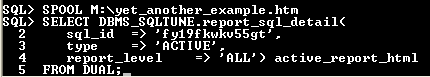 SQL> SPOOL M:\yet_another_example.htm
SQL> SELECT DBMS_SQLTUNE.report_sql_detail(
2 sql_id => 'fy19fkwkv55gt',
3 type => 'ACTIVE',
4 report_level => 'ALL') active_report_html
5 FROM DUAL;